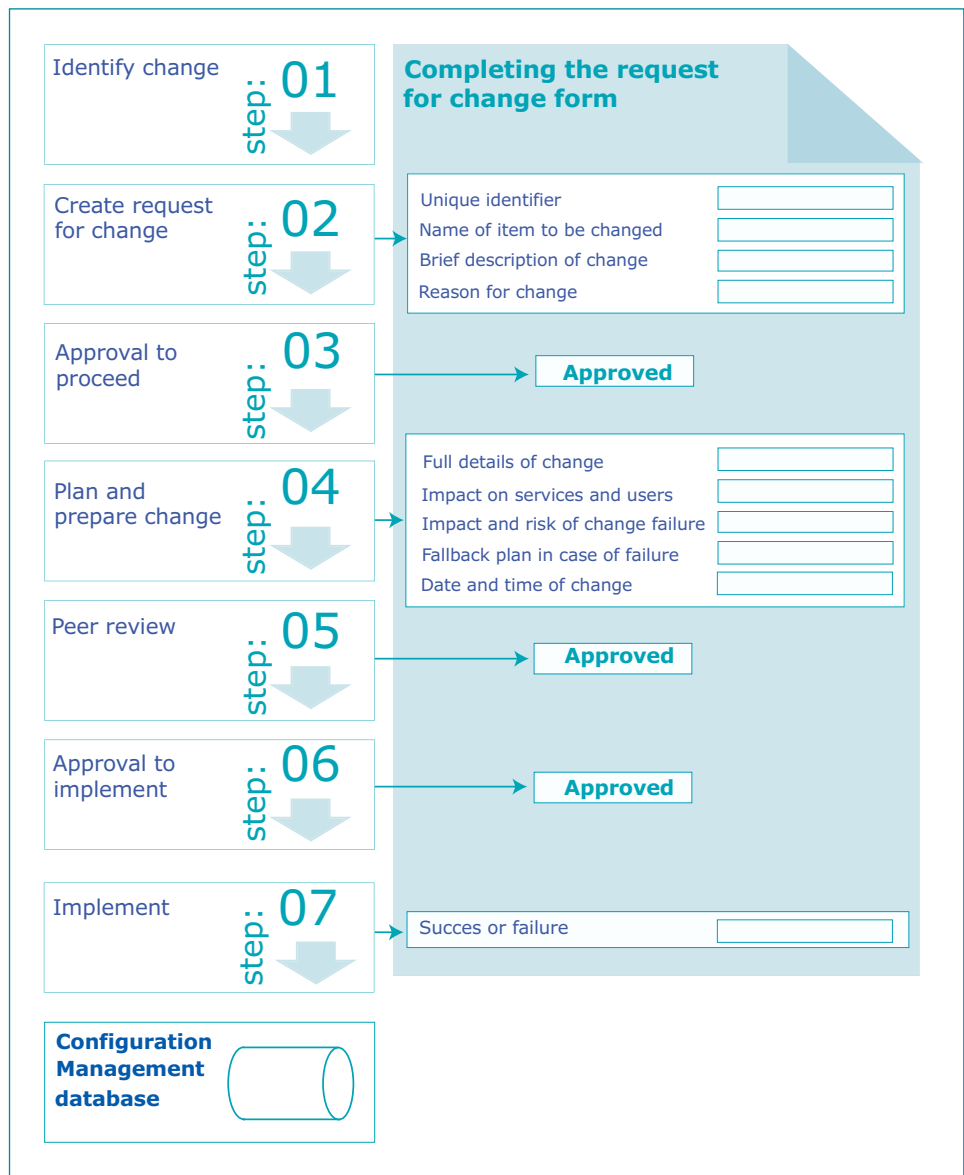 Identify change
step: 01
Completing the request
for change form
Create request
for change
step: 02
Unique identifier
Name of item to be changed
Brief description of change
Reason for change
Approval to
proceed
step: 03
Approved
Plan and
prepare change
step: 04
Full details of change
Impact on services and users
Impact and risk of change failure
Fallback plan in case of failure
Date and time of change
Peer review
step: 05
Approved
Approval to
implement
step: 06
Approved
Implement
step: 07
Succes or failure
Configuration
Management
database